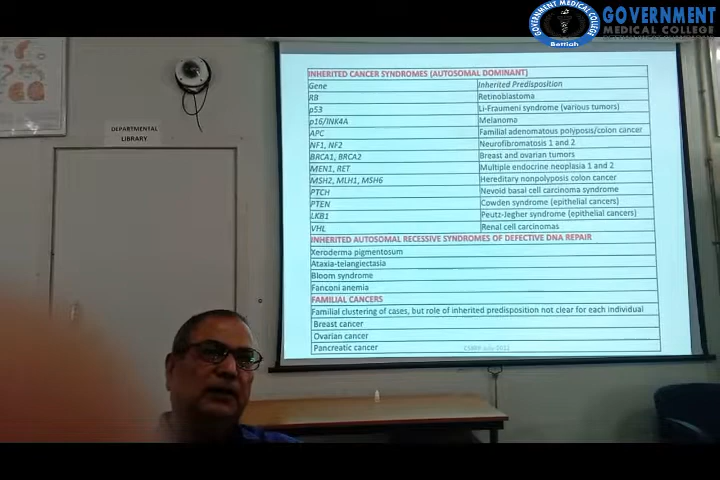 GOVERNMENT MEDICAL COLLEGE
Bettiah
GOVERNMENT
MEDICAL COLLEGE
DEPARTMENTAL
LIBRARY
INHERITED CANCER SYNDROMES (AUTOSOMAL DOMINANT)
Gene Inherited Predisposition
RB Retinoblastoma
p53 Li-Fraumeni syndrome (various tumors)
p16/INK4A Melanoma
APC Familial adenomatous polyposis/colon cancer
NF1, NF2 Neurofibromatosis 1 and 2
BRCA1, BRCA2 Breast and ovarian tumors
MEN1, RET Multiple endocrine neoplasia 1 and 2
MSH2, MLH1, MSH6 Hereditary nonpolyposis colon cancer
PTCH Nevoid basal cell carcinoma syndrome
PTEN Cowden syndrome (epithelial cancers)
LKB1 Peutz-Jegher syndrome (epithelial cancers)
VHL Renal cell carcinomas
INHERITED AUTOSOMAL RECESSIVE SYNDROMES OF DEFECTIVE DNA REPAIR
Xeroderma pigmentosum
Ataxia-telangiectasia
Bloom syndrome
Fanconi anemia
FAMILIAL CANCERS
Familial clustering of cases, but role of inherited predisposition not clear for each individual
Breast cancer
Ovarian cancer
Pancreatic cancer